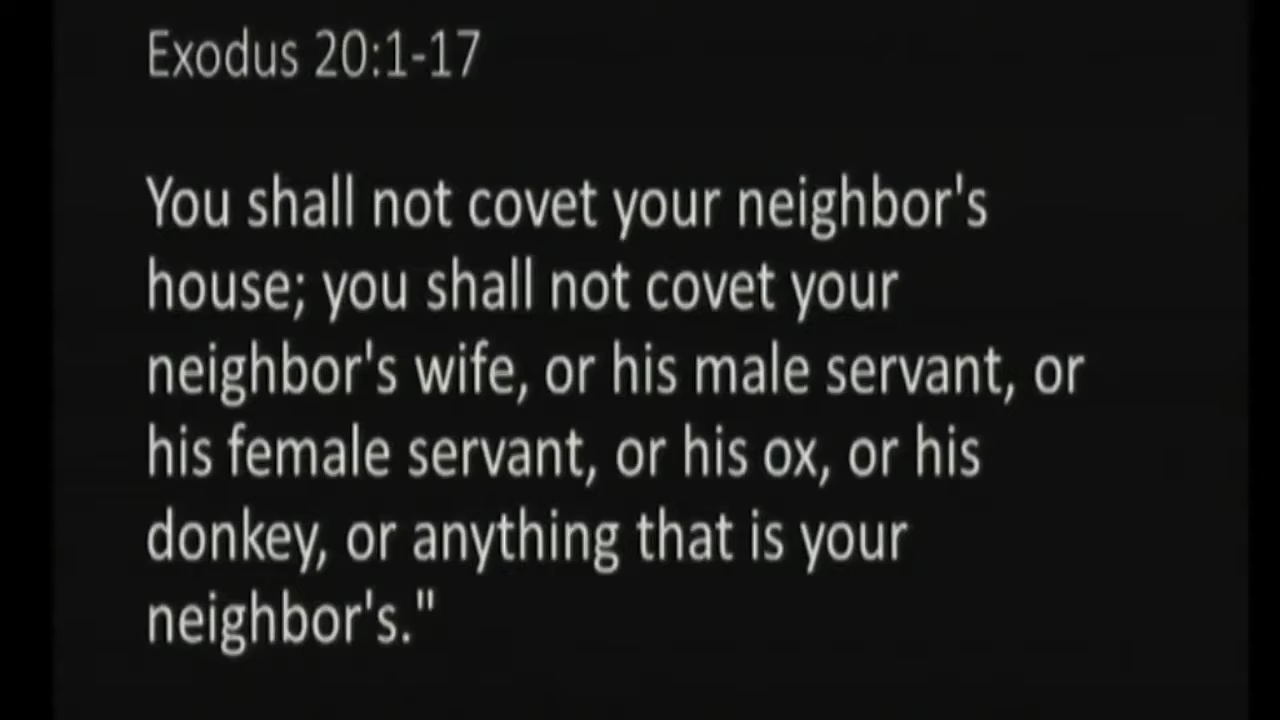 Exodus 20:1-17
You shall not covet your neighbor's
house; you shall not covet your
neighbor's wife, or his male servant, or
his female servant, or his ox, or his
donkey, or anything that is your
neighbor's."